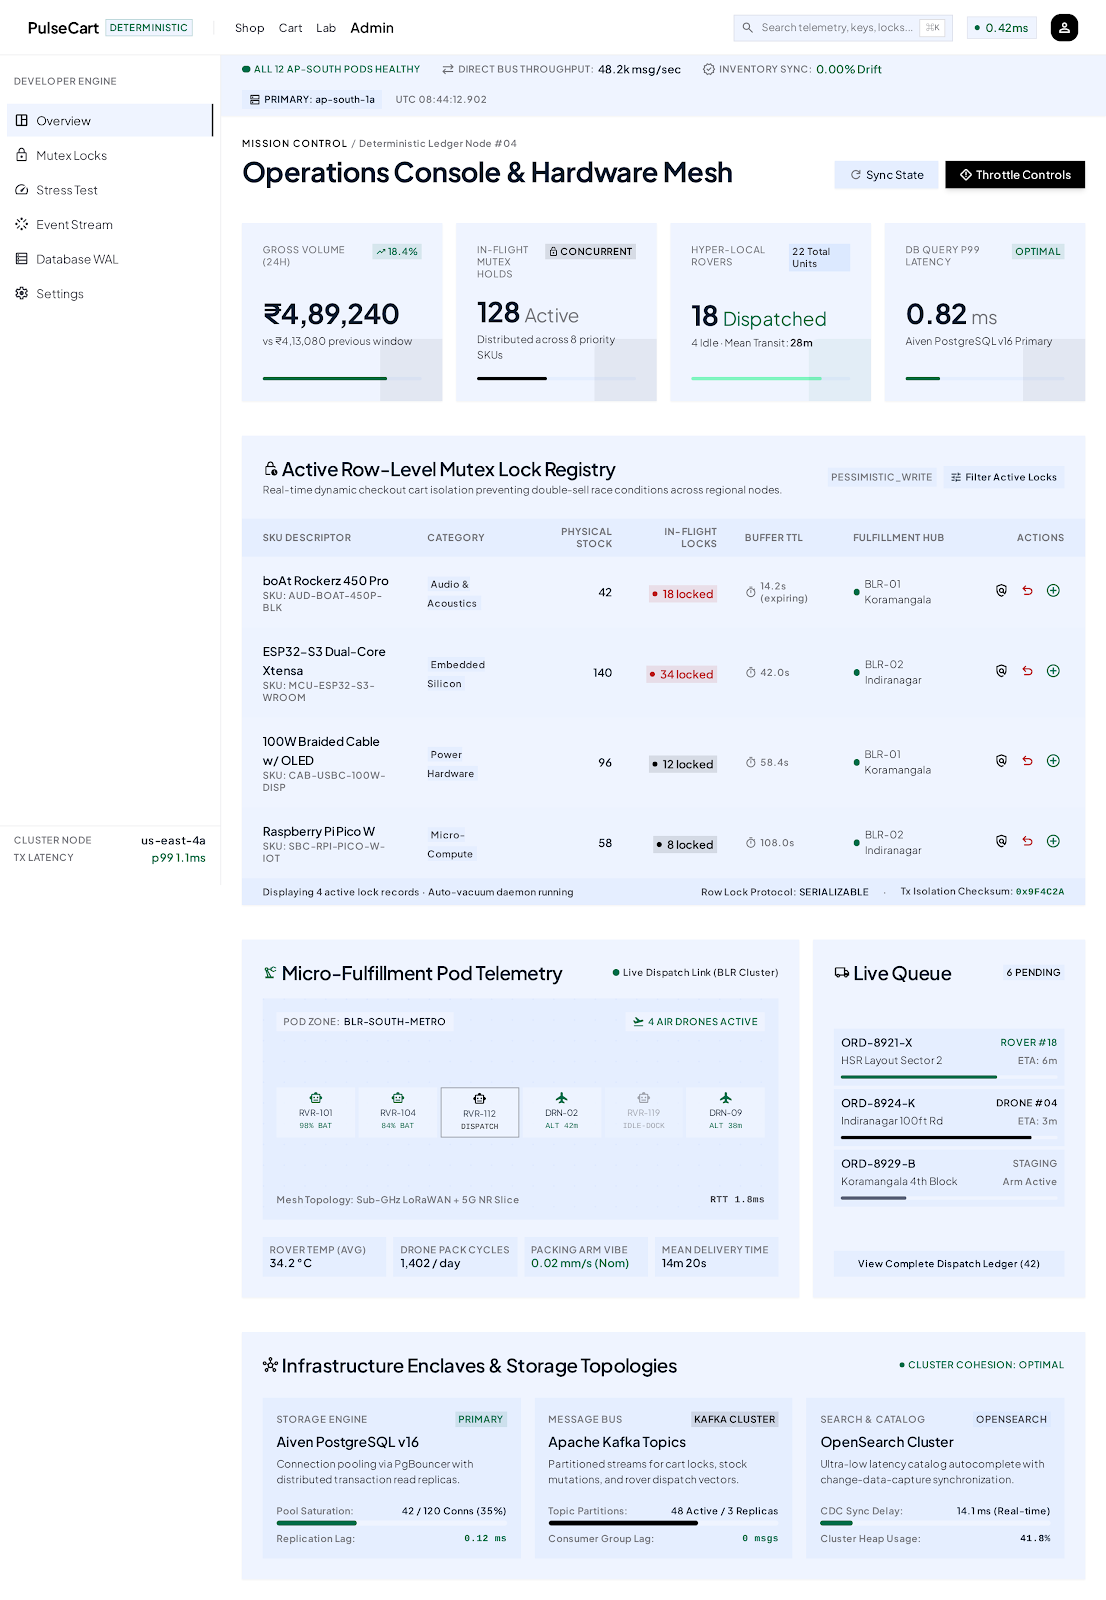 PulseCart DETERMINISTIC Shop Cart Lab Admin Search telemetry, keys, locks... ⌘K 0.42ms
DEVELOPER ENGINE
Overview
Mutex Locks
Stress Test
Event Stream
Database WAL
Settings
CLUSTER NODE us-east-4a
TX LATENCY p99 1.1ms
ALL 12 AP-SOUTH PODS HEALTHY DIRECT BUS THROUGHPUT: 48.2k msg/sec INVENTORY SYNC: 0.00% Drift
PRIMARY: ap-south-1a UTC 08:44:12.902
MISSION CONTROL / Deterministic Ledger Node #04
Operations Console & Hardware Mesh
Sync State
Throttle Controls
GROSS VOLUME
(24H)
18.4%
₹4,89,240
vs ₹4,13,080 previous window
IN-FLIGHT
MUTEX
HOLDS
CONCURRENT
128 Active
Distributed across 8 priority
SKUs
HYPER-LOCAL
ROVERS
22 Total
Units
18 Dispatched
4 Idle · Mean Transit: 28m
DB QUERY P99
LATENCY
OPTIMAL
0.82 ms
Aiven PostgreSQL v16 Primary
Active Row-Level Mutex Lock Registry
Real-time dynamic checkout cart isolation preventing double-sell race conditions across regional nodes.
PESSIMISTIC_WRITE
Filter Active Locks
SKU DESCRIPTOR CATEGORY PHYSICAL STOCK IN-FLIGHT LOCKS BUFFER TTL FULFILLMENT HUB ACTIONS
boAt Rockerz 450 Pro
SKU: AUD-BOAT-450P-
BLK
Audio &
Acoustics
42
18 locked
14.2s
(expiring)
BLR-01
Koramangala
ESP32-S3 Dual-Core
Xtensa
SKU: MCU-ESP32-S3-
WROOM
Embedded
Silicon
140
34 locked
42.0s
BLR-02
Indiranagar
100W Braided Cable
w/ OLED
SKU: CAB-USBC-100W-
DISP
Power
Hardware
96
12 locked
58.4s
BLR-01
Koramangala
Raspberry Pi Pico W
SKU: SBC-RPI-PICO-W-
IOT
Micro-
Compute
58
8 locked
108.0s
BLR-02
Indiranagar
Displaying 4 active lock records · Auto-vacuum daemon running Row Lock Protocol: SERIALIZABLE · Tx Isolation Checksum: 0x9F4C2A
Micro-Fulfillment Pod Telemetry
Live Dispatch Link (BLR Cluster)
POD ZONE: BLR-SOUTH-METRO
4 AIR DRONES ACTIVE
RVR-101
98% BAT
RVR-104
84% BAT
RVR-112
DISPATCH
DRN-02
ALT 42m
RVR-119
IDLE-DOCK
DRN-09
ALT 38m
Mesh Topology: Sub-GHz LoRaWAN + 5G NR Slice RTT 1.8ms
ROVER TEMP (AVG)
34.2 °C
DRONE PACK CYCLES
1,402 / day
PACKING ARM VIBE
0.02 mm/s (Nom)
MEAN DELIVERY TIME
14m 20s
Live Queue 6 PENDING
ORD-8921-X ROVER #18
HSR Layout Sector 2 ETA: 6m
ORD-8924-K DRONE #04
Indiranagar 100ft Rd ETA: 3m
ORD-8929-B STAGING
Koramangala 4th Block Arm Active
View Complete Dispatch Ledger (42)
Infrastructure Enclaves & Storage Topologies
CLUSTER COHESION: OPTIMAL
STORAGE ENGINE PRIMARY
Aiven PostgreSQL v16
Connection pooling via PgBouncer with
distributed transaction read replicas.
Pool Saturation: 42 / 120 Conns (35%)
Replication Lag: 0.12 ms
MESSAGE BUS KAFKA CLUSTER
Apache Kafka Topics
Partitioned streams for cart locks, stock
mutations, and rover dispatch vectors.
Topic Partitions: 48 Active / 3 Replicas
Consumer Group Lag: 0 msgs
SEARCH & CATALOG OPENSEARCH
OpenSearch Cluster
Ultra-low latency catalog autocomplete with
change-data-capture synchronization.
CDC Sync Delay: 14.1 ms (Real-time)
Cluster Heap Usage: 41.8%